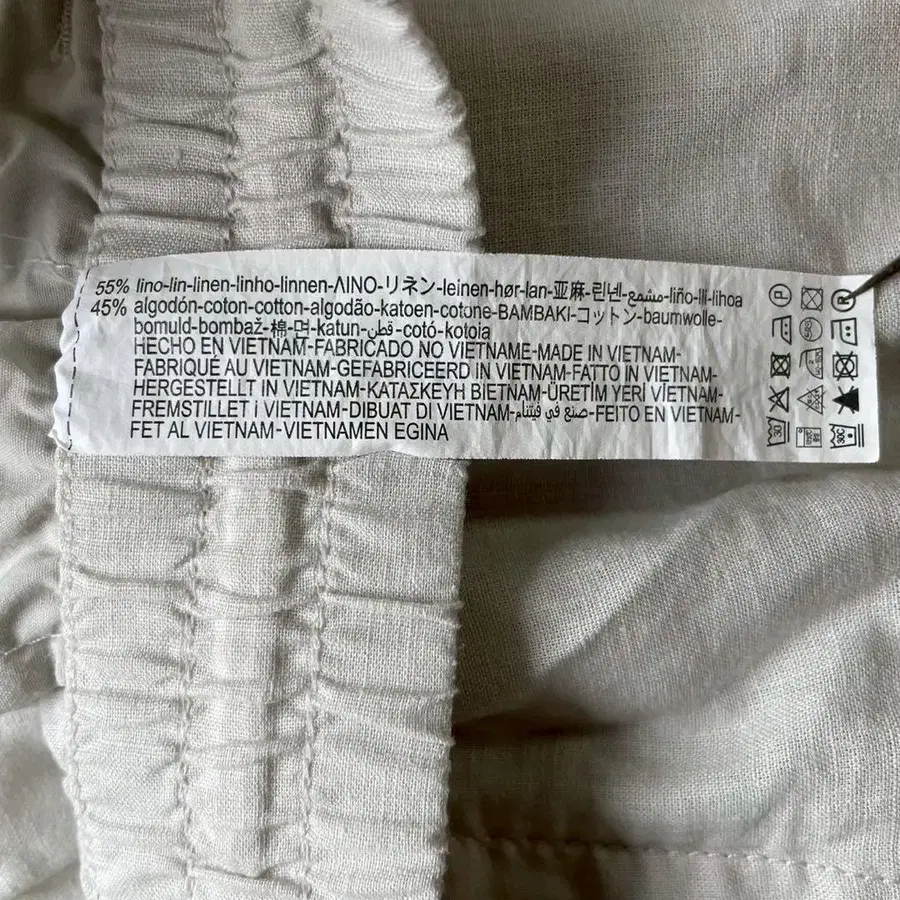 55% lino-lin-linen-linho-linnen-ΛΙΝΟ-リネン-leinen-hør-lan-亚麻-린넨-مشمع-liño-lli-lihoa
45% algodón-coton-cotton-algodão-katoen-cotone-BAMBAKI-コットン-baumwolle-
bomuld-bombaž-棉-면-katun-قطن-cotó-kotoia
HECHO EN VIETNAM-FABRICADO NO VIETNAME-MADE IN VIETNAM-
FABRIQUÉ AU VIETNAM-GEFABRICEERD IN VIETNAM-FATTO IN VIETNAM-
HERGESTELLT IN VIETNAM-ΚΑΤΑΣΚΕΥΗ ΒΙΕΤΝΑΜ-ÜRETİM YERİ VİETNAM-
FREMSTILLET i VIETNAM-DIBUAT DI VIETNAM-صنع في فيتنام-FEITO EN VIETNAM-
FET AL VIETNAM-VIETNAMEN EGINA
P
30
30C